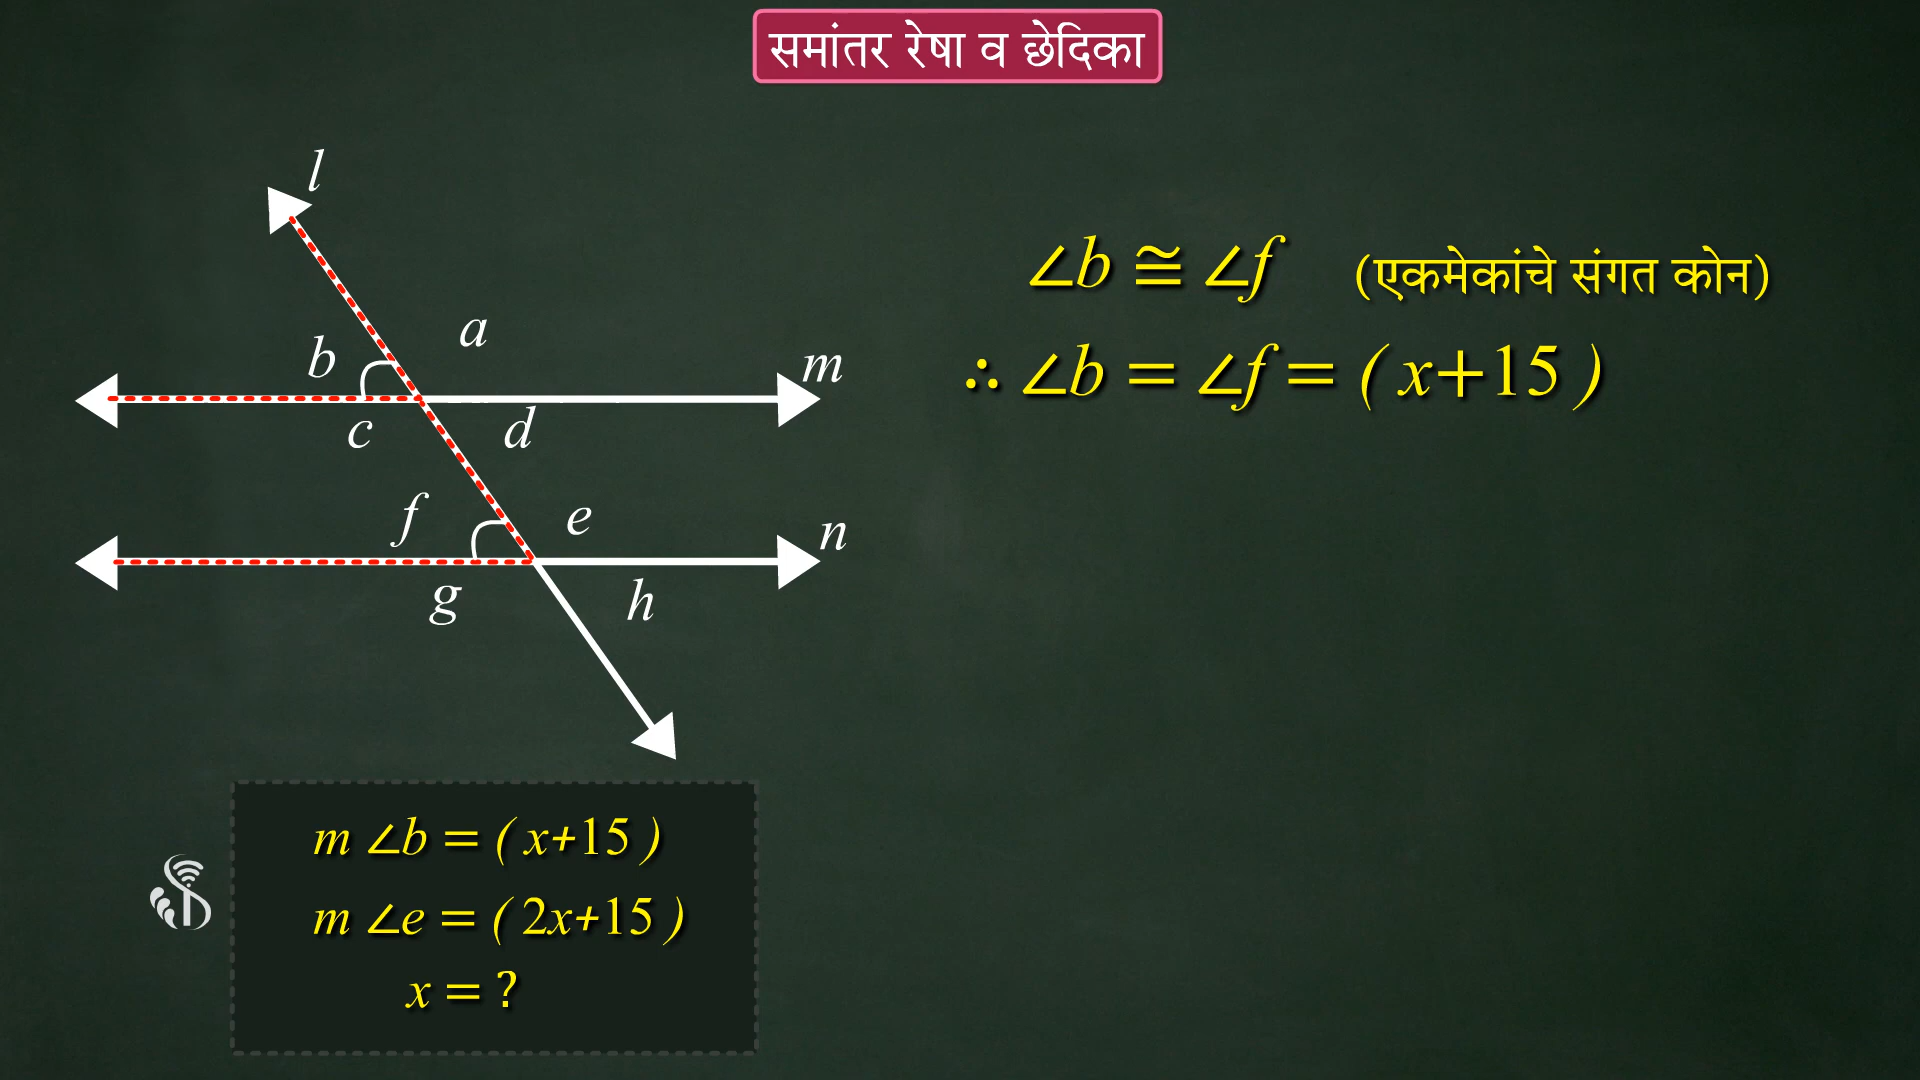 समांतर रेषा व छेदिका
l
a
b
m
c
d
f
e
n
g
h
∠b ≅ ∠f (एकमेकांचे संगत कोन)
∴ ∠b = ∠f = ( x+15 )
m ∠b = ( x+15 )
m ∠e = ( 2x+15 )
x = ?